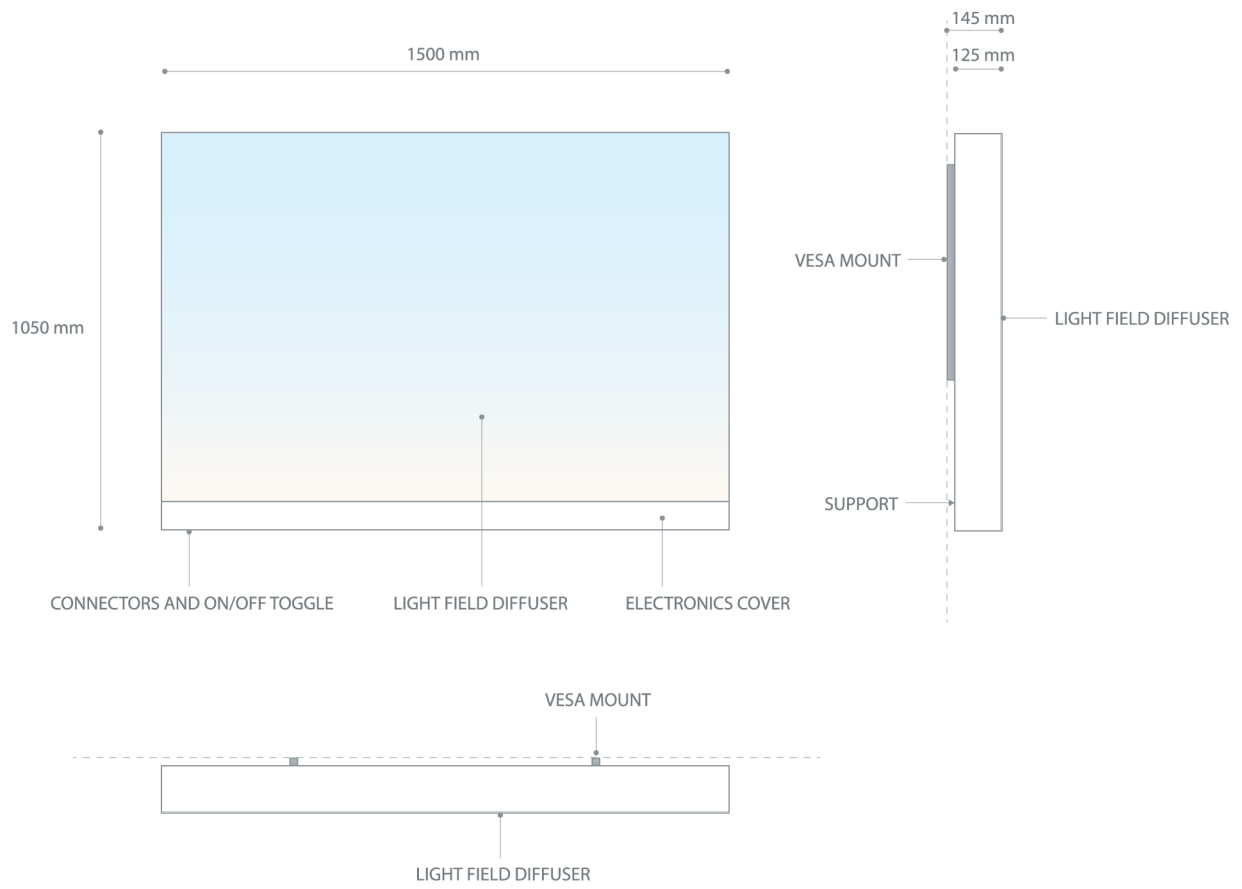 145 mm
1500 mm
125 mm
VESA MOUNT
1050 mm
LIGHT FIELD DIFFUSER
SUPPORT
CONNECTORS AND ON/OFF TOGGLE
LIGHT FIELD DIFFUSER
ELECTRONICS COVER
VESA MOUNT
LIGHT FIELD DIFFUSER